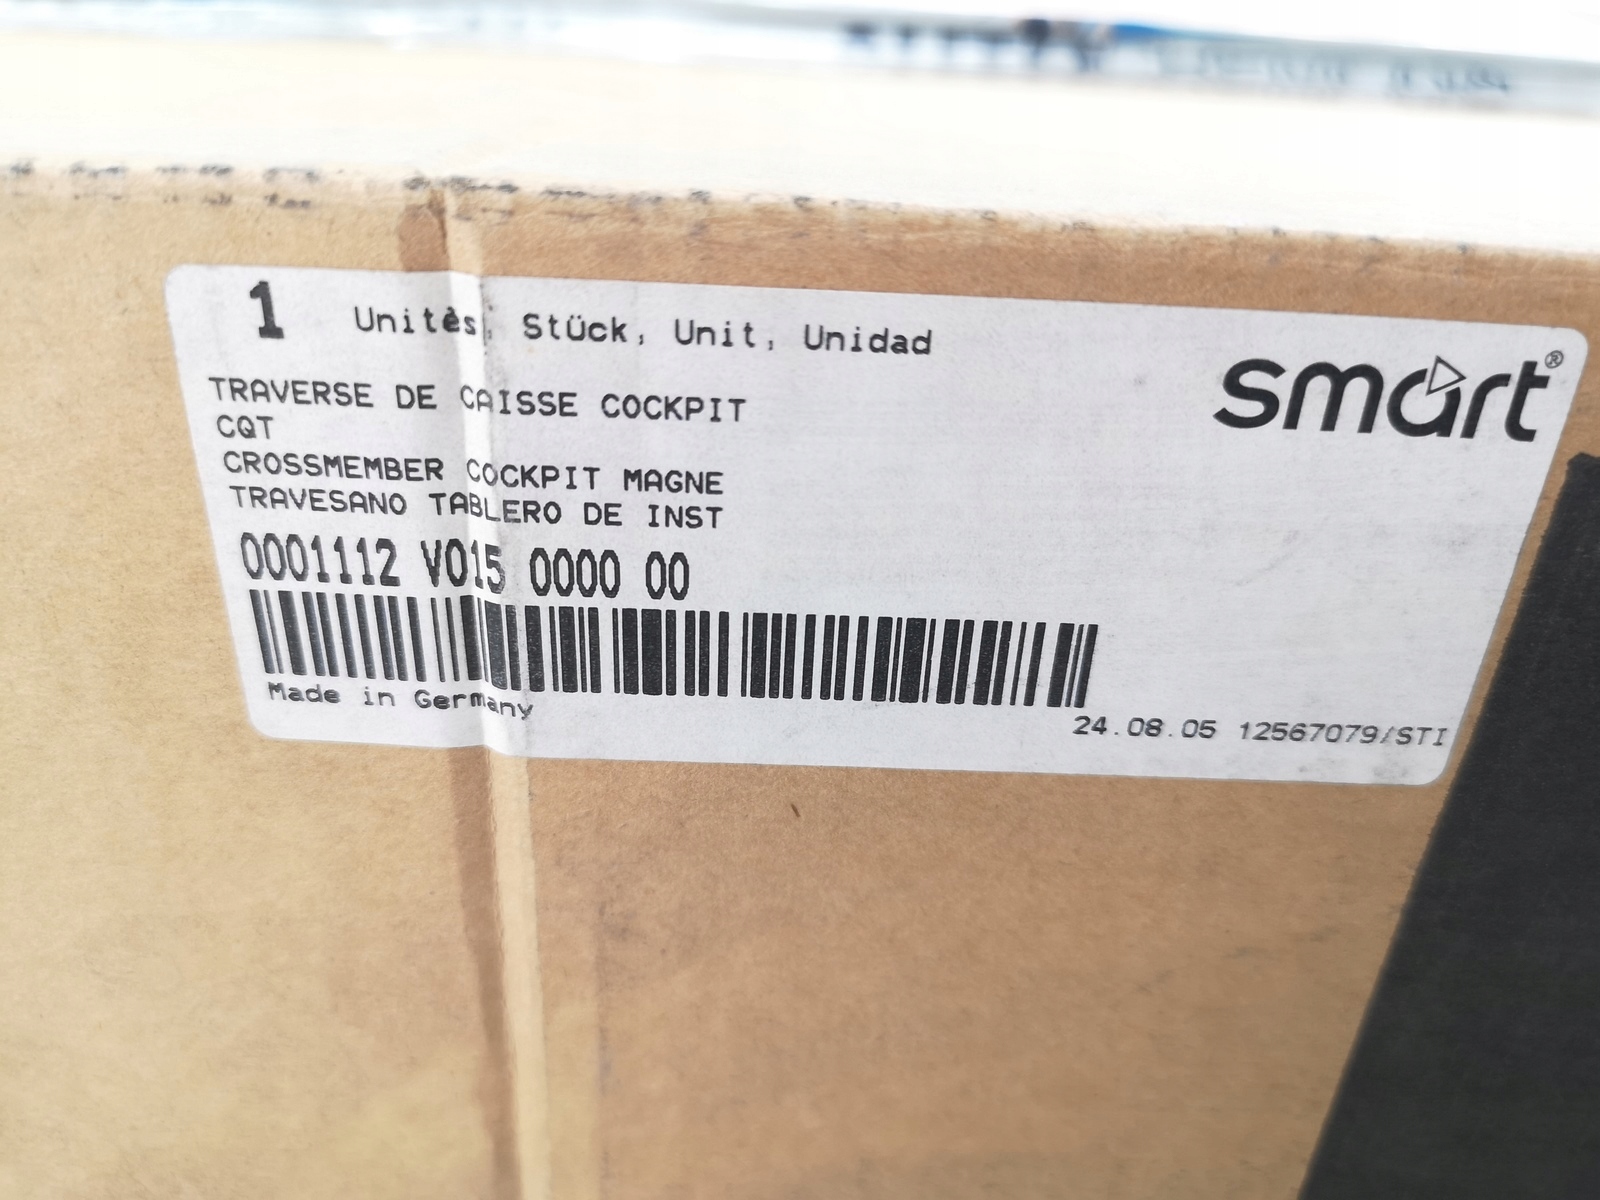 1 Unitès, Stück, Unit, Unidad
smart®
TRAVERSE DE CAISSE COCKPIT
CQT
CROSSMEMBER COCKPIT MAGNE
TRAVESANO TABLERO DE INST
0001112 V015 0000 00
Made in Germany
24.08.05 12567079/STI